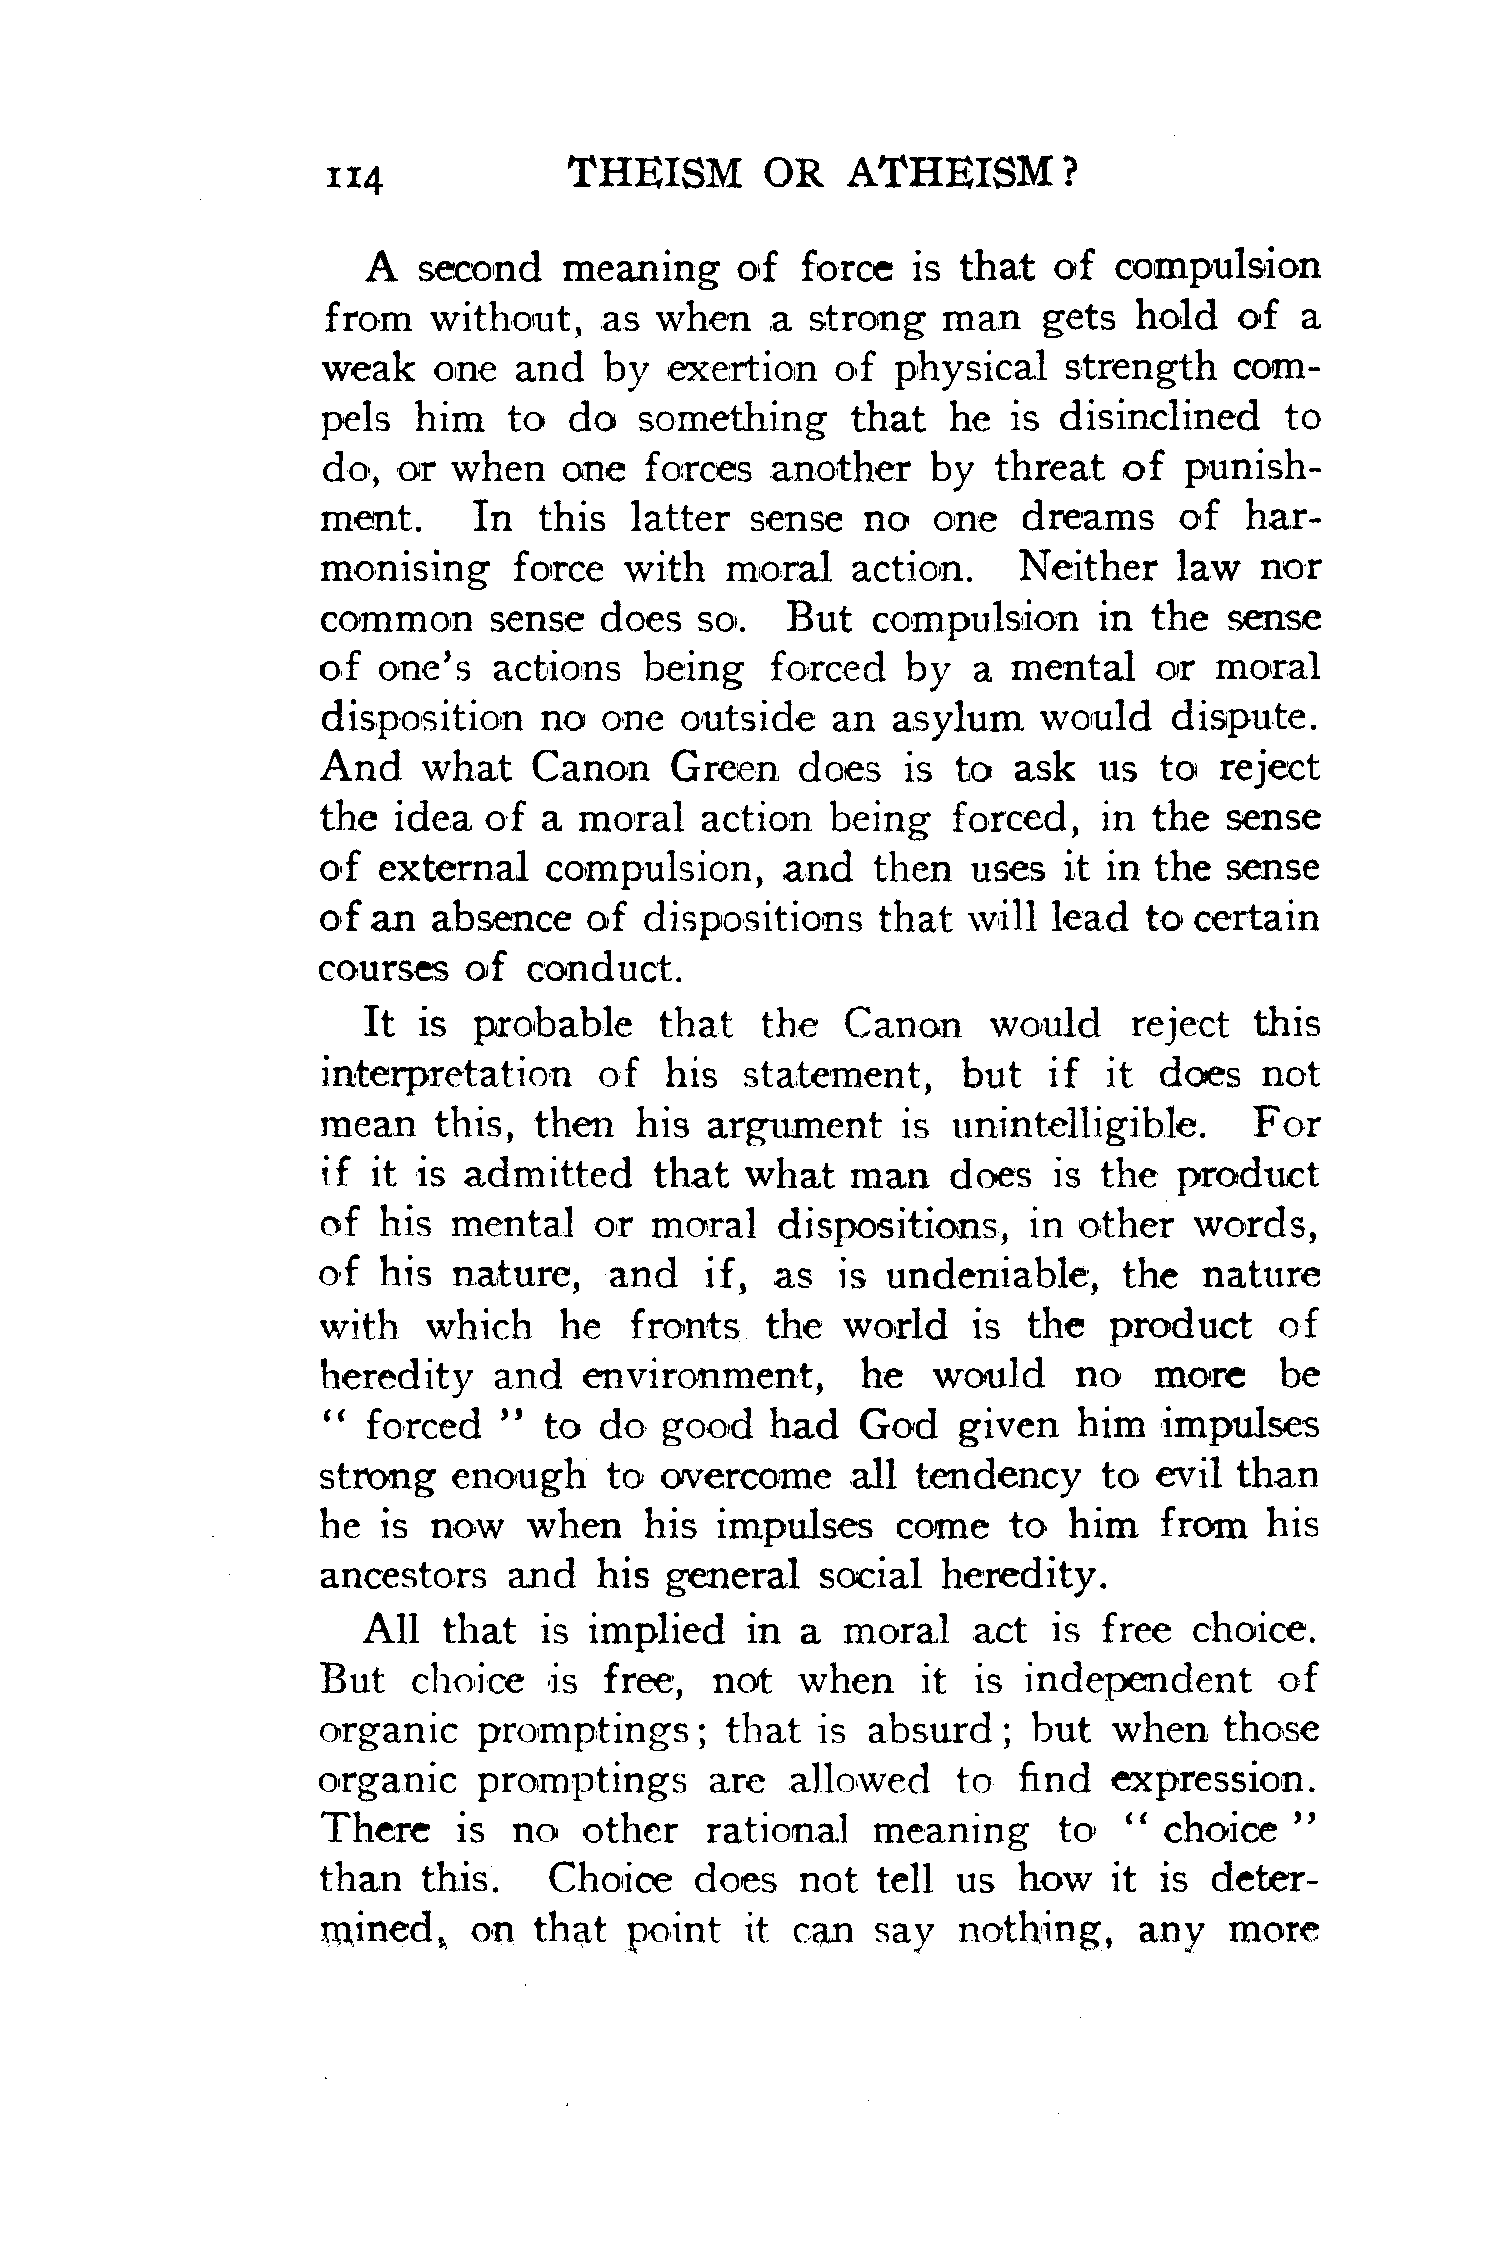 114 THEISM OR ATHEISM?
A second meaning of force is that of compulsion
from without, as when a strong man gets hold of a
weak one and by exertion of physical strength com-
pels him to do something that he is disinclined to
do, or when one forces another by threat of punish-
ment. In this latter sense no one dreams of har-
monising force with moral action. Neither law nor
common sense does so. But compulsion in the sense
of one's actions being forced by a mental or moral
disposition no one outside an asylum would dispute.
And what Canon Green does is to ask us to reject
the idea of a moral action being forced, in the sense
of external compulsion, and then uses it in the sense
of an absence of dispositions that will lead to certain
courses of conduct.
It is probable that the Canon would reject this
interpretation of his statement, but if it does not
mean this, then his argument is unintelligible. For
if it is admitted that what man does is the product
of his mental or moral dispositions, in other words,
of his nature, and if, as is undeniable, the nature
with which he fronts the world is the product of
heredity and environment, he would no more be
" forced " to do good had God given him impulses
strong enough to overcome all tendency to evil than
he is now when his impulses come to him from his
ancestors and his general social heredity.
All that is implied in a moral act is free choice.
But choice is free, not when it is independent of
organic promptings; that is absurd; but when those
organic promptings are allowed to find expression.
There is no other rational meaning to " choice "
than this. Choice does not tell us how it is deter-
mined, on that point it can say nothing, any more